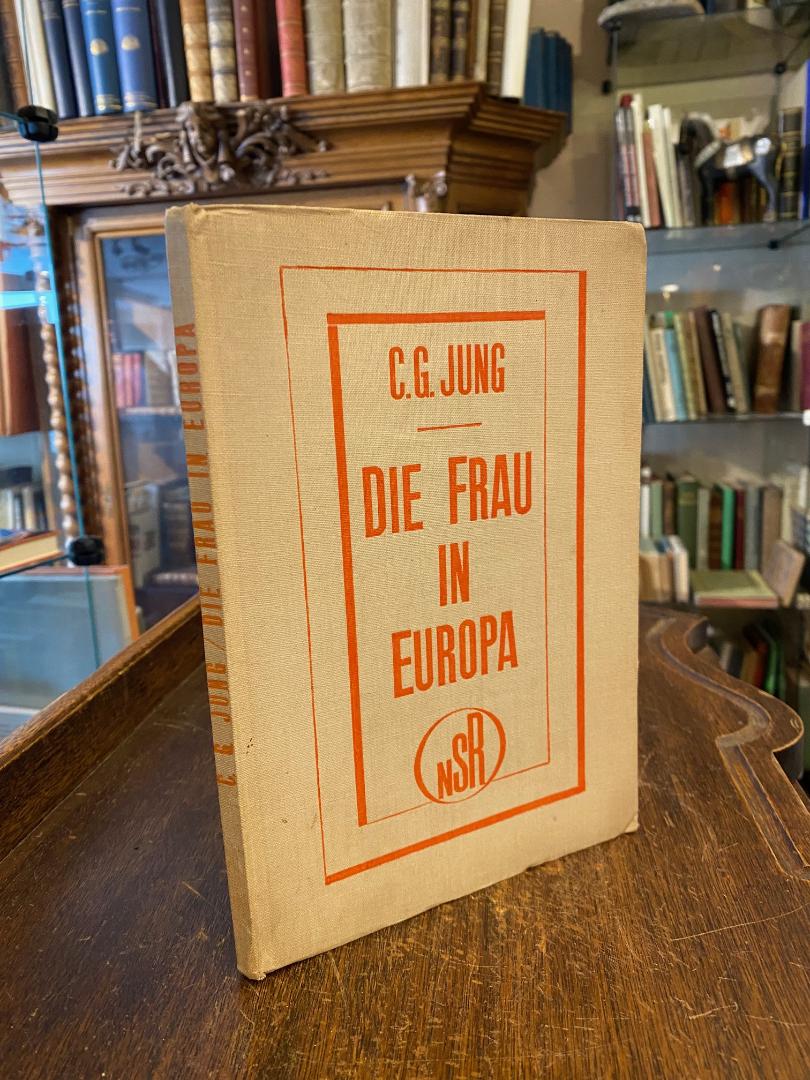 C.G. JUNG
DIE FRAU
IN
EUROPA
NSR
C. G. JUNG / DIE FRAU IN EUROPA